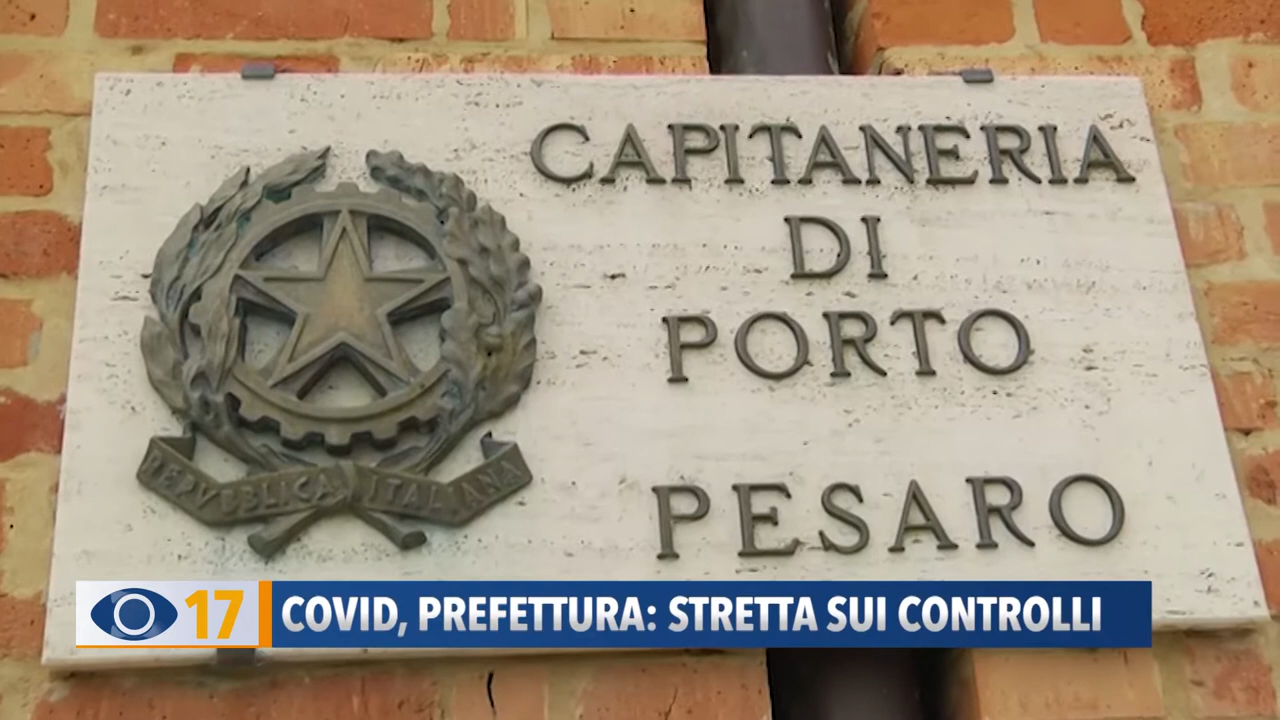 CAPITANERIA
DI
PORTO
PESARO
REPVBBLICA ITALIANA
17 COVID, PREFETTURA: STRETTA SUI CONTROLLI